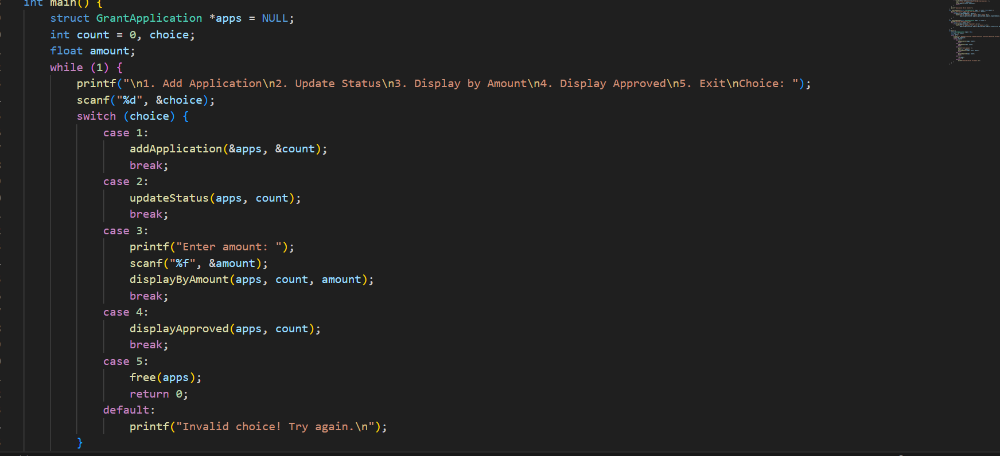 int main() {
    struct GrantApplication *apps = NULL;
    int count = 0, choice;
    float amount;
    while (1) {
        printf("\n1. Add Application\n2. Update Status\n3. Display by Amount\n4. Display Approved\n5. Exit\nChoice: ");
        scanf("%d", &choice);
        switch (choice) {
            case 1:
                addApplication(&apps, &count);
                break;
            case 2:
                updateStatus(apps, count);
                break;
            case 3:
                printf("Enter amount: ");
                scanf("%f", &amount);
                displayByAmount(apps, count, amount);
                break;
            case 4:
                displayApproved(apps, count);
                break;
            case 5:
                free(apps);
                return 0;
            default:
                printf("Invalid choice! Try again.\n");
        }